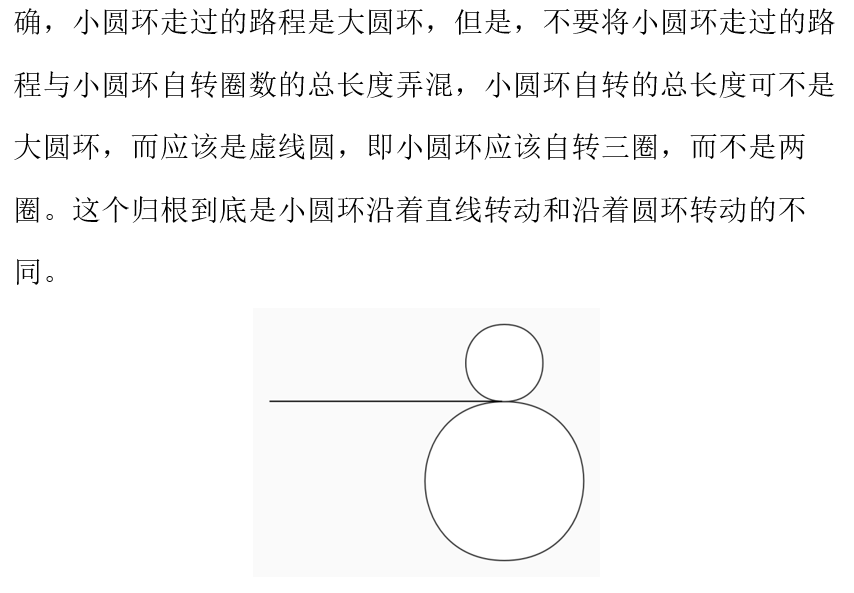 确，小圆环走过的路程是大圆环，但是，不要将小圆环走过的路
程与小圆环自转圈数的总长度弄混，小圆环自转的总长度可不是
大圆环，而应该是虚线圆，即小圆环应该自转三圈，而不是两
圈。这个归根到底是小圆环沿着直线转动和沿着圆环转动的不
同。